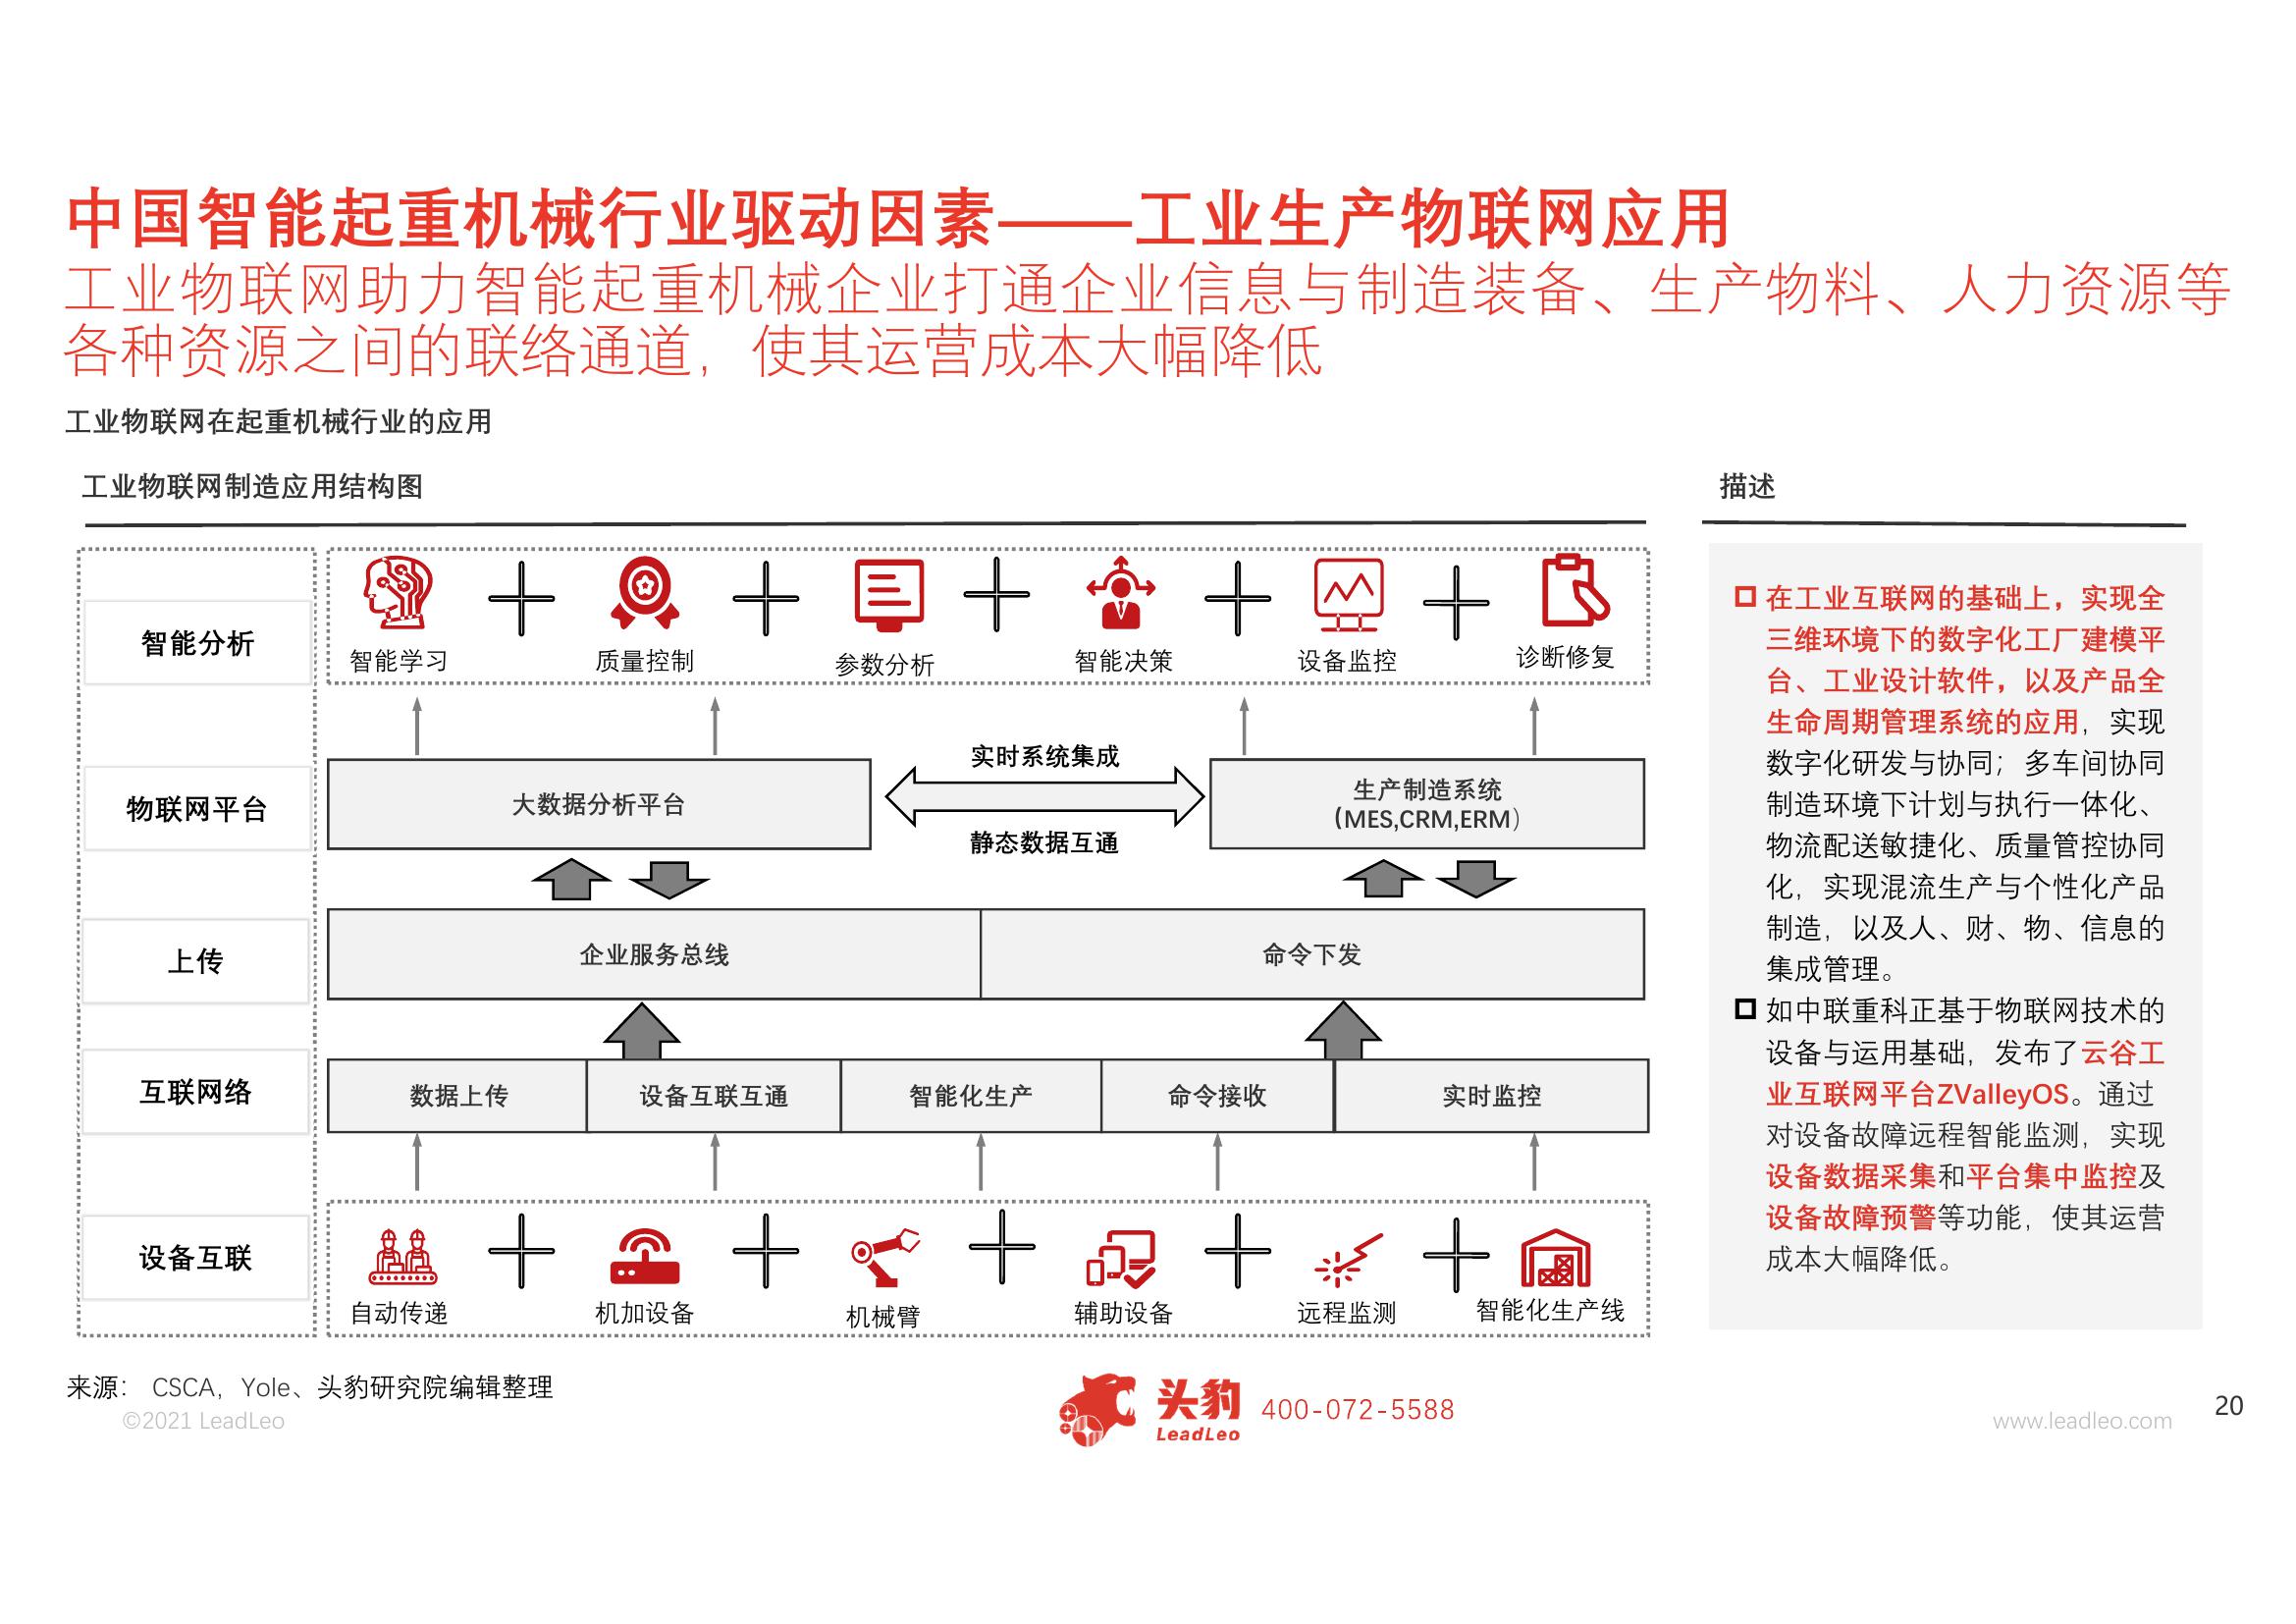 中国智能起重机械行业驱动因素——工业生产物联网应用
工业物联网助力智能起重机械企业打通企业信息与制造装备、生产物料、人力资源等
各种资源之间的联络通道，使其运营成本大幅降低
工业物联网在起重机械行业的应用
工业物联网制造应用结构图
智能分析
智能学习
质量控制
参数分析
智能决策
设备监控
诊断修复
物联网平台
大数据分析平台
实时系统集成
静态数据互通
生产制造系统
（MES,CRM,ERM）
上传
企业服务总线
命令下发
互联网络
数据上传
设备互联互通
智能化生产
命令接收
实时监控
设备互联
自动传递
机加设备
机械臂
辅助设备
远程监测
智能化生产线
描述
在工业互联网的基础上，实现全
三维环境下的数字化工厂建模平
台、工业设计软件，以及产品全
生命周期管理系统的应用，实现
数字化研发与协同；多车间协同
制造环境下计划与执行一体化、
物流配送敏捷化、质量管控协同
化，实现混流生产与个性化产品
制造，以及人、财、物、信息的
集成管理。
如中联重科正基于物联网技术的
设备与运用基础，发布了云谷工
业互联网平台ZValleyOS。通过
对设备故障远程智能监测，实现
设备数据采集和平台集中监控及
设备故障预警等功能，使其运营
成本大幅降低。
来源： CSCA，Yole、头豹研究院编辑整理
©2021 LeadLeo
头豹
LeadLeo
400-072-5588
www.leadleo.com
20